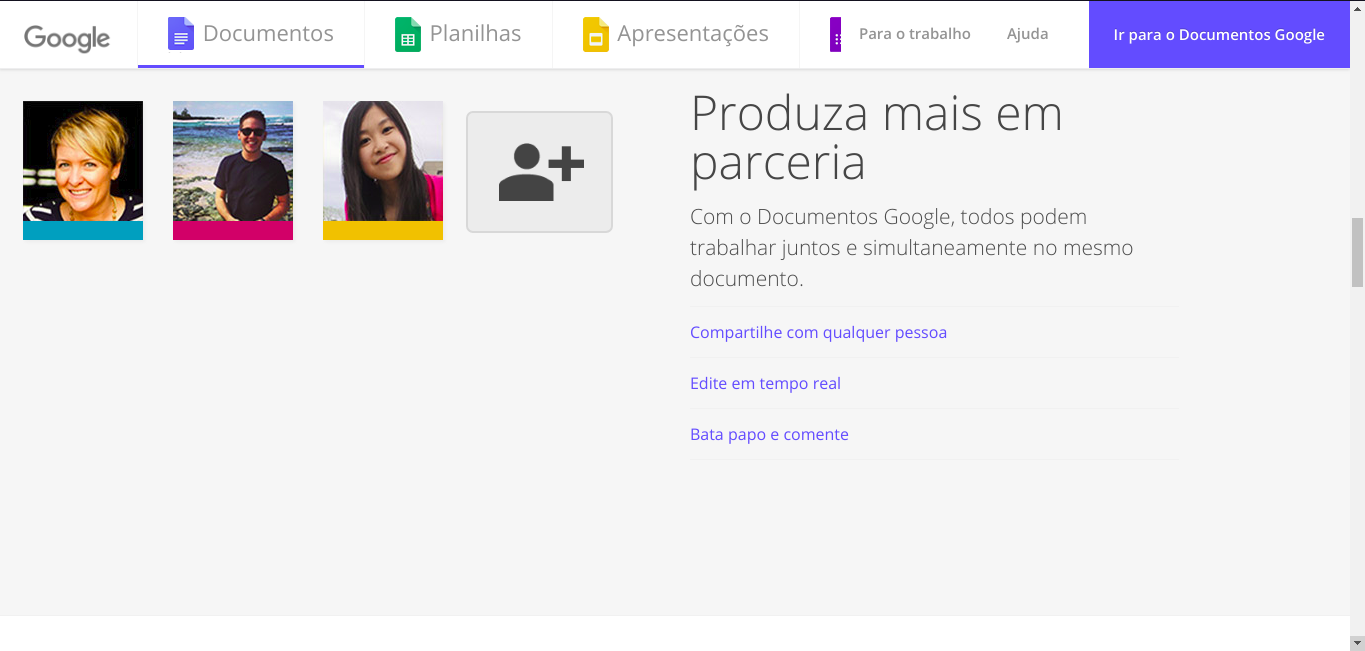 Google
Documentos
Planilhas
Apresentações
Para o trabalho
Ajuda
Ir para o Documentos Google
Produza mais em
parceria
Com o Documentos Google, todos podem
trabalhar juntos e simultaneamente no mesmo
documento.
Compartilhe com qualquer pessoa
Edite em tempo real
Bata papo e comente